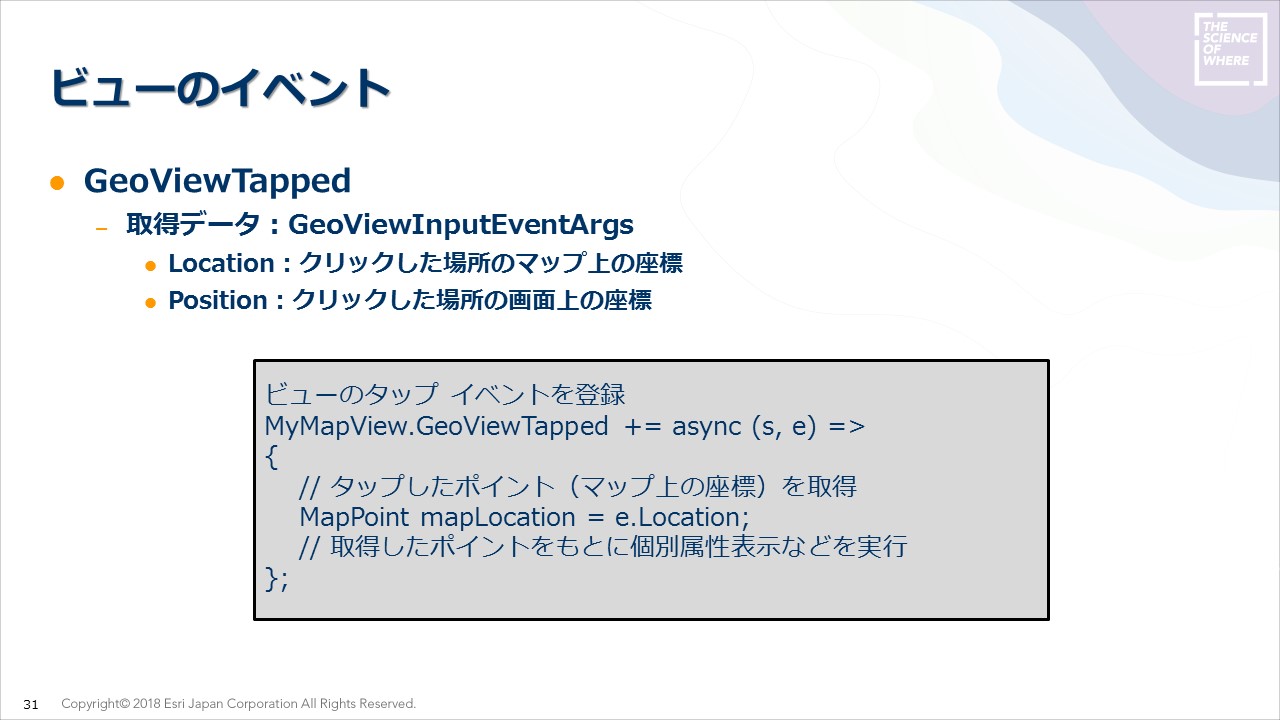 THE
SCIENCE
OF
WHERE
ビューのイベント
GeoViewTapped
取得データ：GeoViewInputEventArgs
Location：クリックした場所のマップ上の座標
Position：クリックした場所の画面上の座標
ビューのタップ イベントを登録
MyMapView.GeoViewTapped += async (s, e) =>
{
// タップしたポイント（マップ上の座標）を取得
MapPoint mapLocation = e.Location;
// 取得したポイントをもとに個別属性表示などを実行
};
31 Copyright© 2018 Esri Japan Corporation All Rights Reserved.